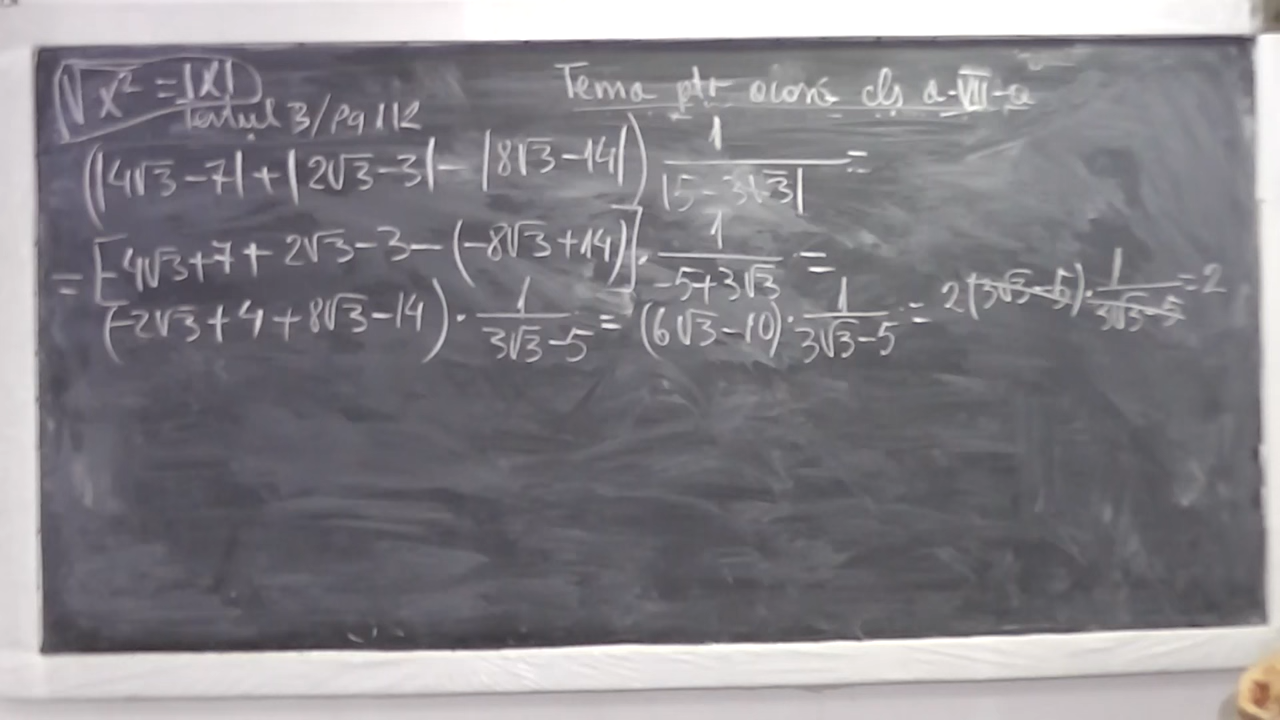 √x² = |x|
Tema ptr acasă cls a-VII-a
Testul 3/pg 112
(|4√3-7|+|2√3-3|-|8√3-14|) 1/|5-3√3| =
= [-4√3+7+2√3-3-(-8√3+14)]·1/(-5+3√3) =
(-2√3+4+8√3-14)·1/(3√3-5) = (6√3-10)·1/(3√3-5) = 2(3√3-5)·1/(3√3-5) = 2